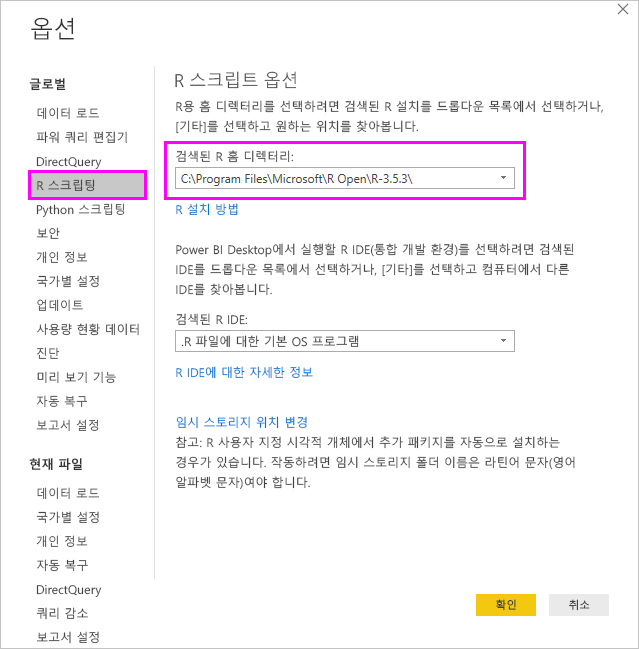 옵션
글로벌
데이터 로드
파워 쿼리 편집기
DirectQuery
R 스크립팅
Python 스크립팅
보안
개인 정보
국가별 설정
업데이트
사용량 현황 데이터
진단
미리 보기 기능
자동 복구
보고서 설정
현재 파일
데이터 로드
국가별 설정
개인 정보
자동 복구
DirectQuery
쿼리 감소
보고서 설정
R 스크립트 옵션
R용 홈 디렉터리를 선택하려면 검색된 R 설치를 드롭다운 목록에서 선택하거나,
[기타]를 선택하고 원하는 위치를 찾아봅니다.
검색된 R 홈 디렉터리:
C:\Program Files\Microsoft\R Open\R-3.5.3\
R 설치 방법
Power BI Desktop에서 실행할 R IDE(통합 개발 환경)를 선택하려면 검색된
IDE를 드롭다운 목록에서 선택하거나, [기타]를 선택하고 컴퓨터에서 다른
IDE를 찾아봅니다.
검색된 R IDE:
.R 파일에 대한 기본 OS 프로그램
R IDE에 대한 자세한 정보
임시 스토리지 위치 변경
참고: R 사용자 지정 시각적 개체에서 추가 패키지를 자동으로 설치하는
경우가 있습니다. 작동하려면 임시 스토리지 폴더 이름은 라틴어 문자(영어
알파벳 문자)여야 합니다.
확인
취소